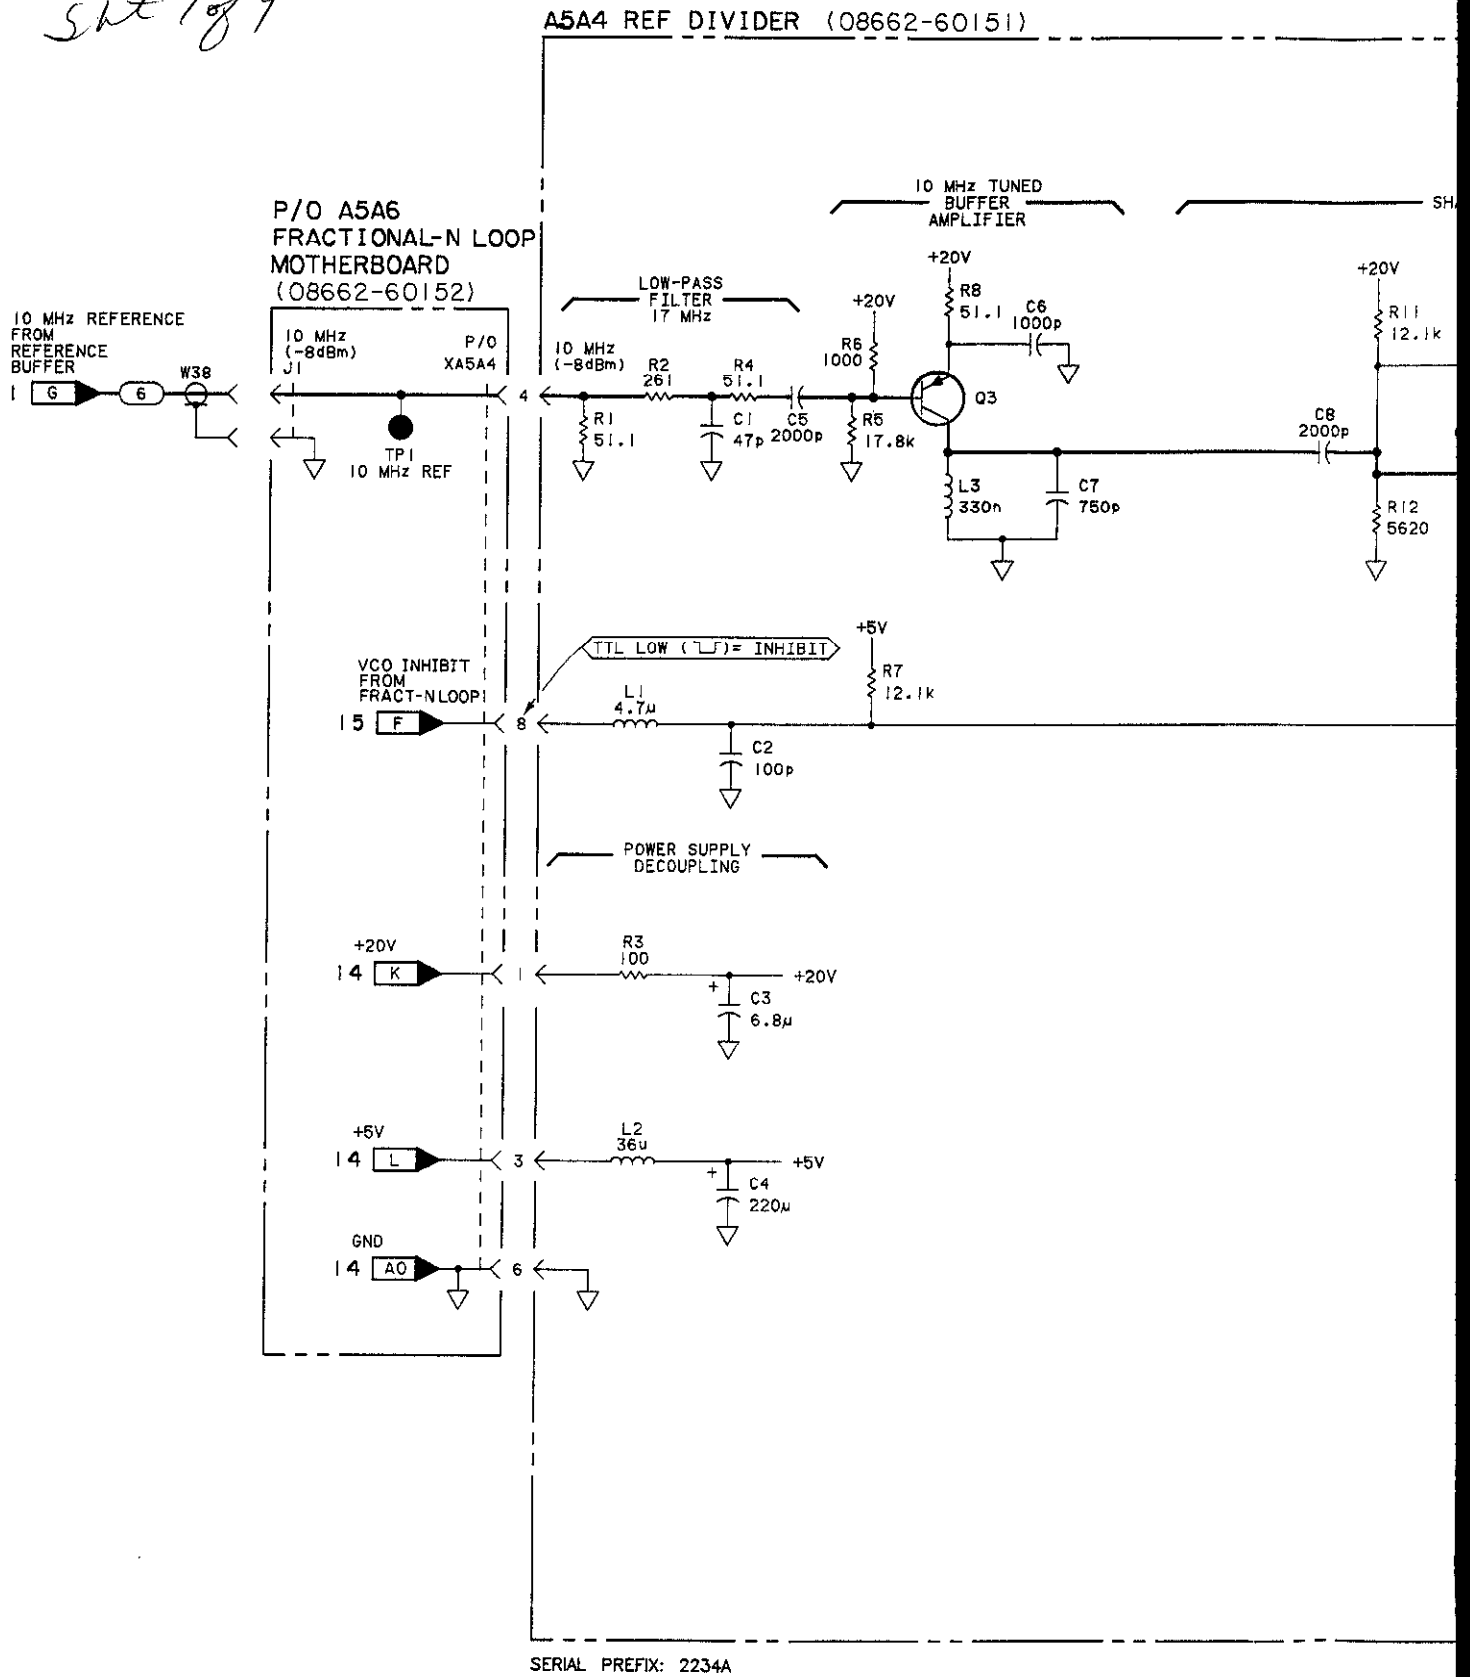 Sht 1 of 9
A5A4 REF DIVIDER (08662-60151)
P/O A5A6
FRACTIONAL-N LOOP
MOTHERBOARD
(08662-60152)
10 MHz TUNED
BUFFER
AMPLIFIER
LOW-PASS
FILTER
17 MHz
10 MHz REFERENCE
FROM
REFERENCE
BUFFER
1 G 6
W38
10 MHz
(-8dBm)
J1
P/O
XA5A4
TP1
10 MHz REF
4
10 MHz
(-8dBm)
R1
51.1
R2
261
C1
47p
R4
51.1
C5
2000p
+20V
R6
1000
R5
17.8k
+20V
R8
51.1
C6
1000p
Q3
L3
330n
C7
750p
C8
2000p
+20V
R11
12.1k
R12
5620
TTL LOW ( )= INHIBIT
VCO INHIBIT
FROM
FRACT-N LOOP
15 F 8
L1
4.7µ
C2
100p
+5V
R7
12.1k
POWER SUPPLY
DECOUPLING
+20V
14 K 1
R3
100
+20V
+
C3
6.8µ
+5V
14 L 3
L2
36u
+5V
+
C4
220µ
GND
14 A0 6
SERIAL PREFIX: 2234A